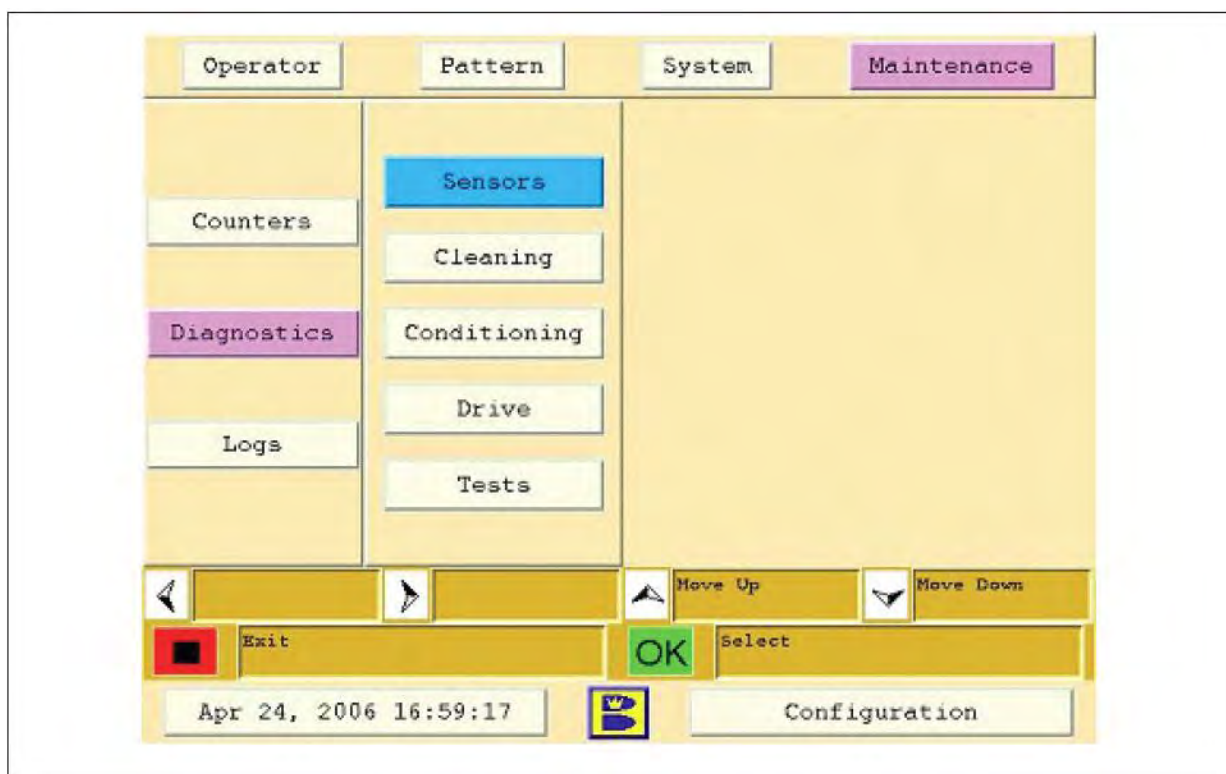 Operator Pattern System Maintenance
Counters
Diagnostics
Logs
Sensors
Cleaning
Conditioning
Drive
Tests
Move Up Move Down
Exit OK Select
Apr 24, 2006 16:59:17 Configuration